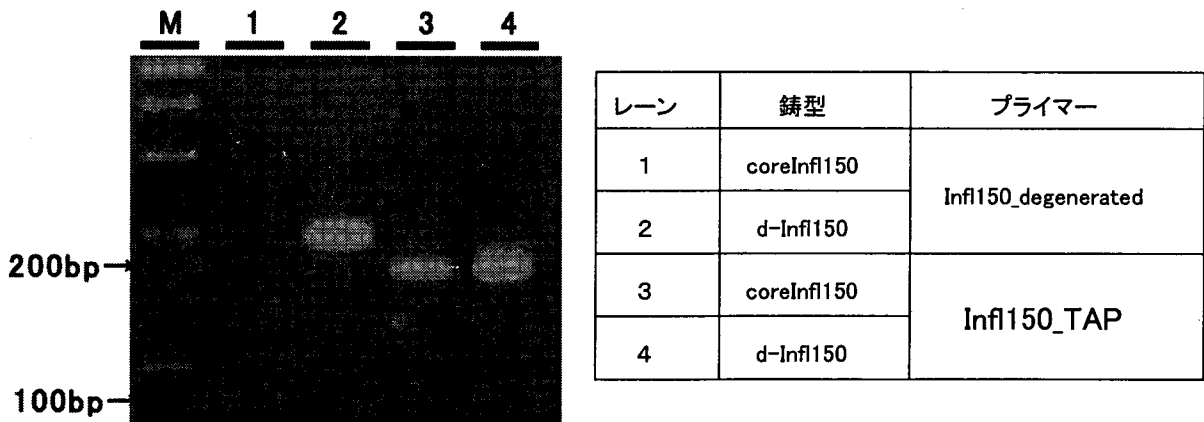 M 1 2 3 4
200bp
100bp
レーン 鋳型 プライマー
1 coreInfl150 Infl150_degenerated
2 d-Infl150
3 coreInfl150 Infl150_TAP
4 d-Infl150